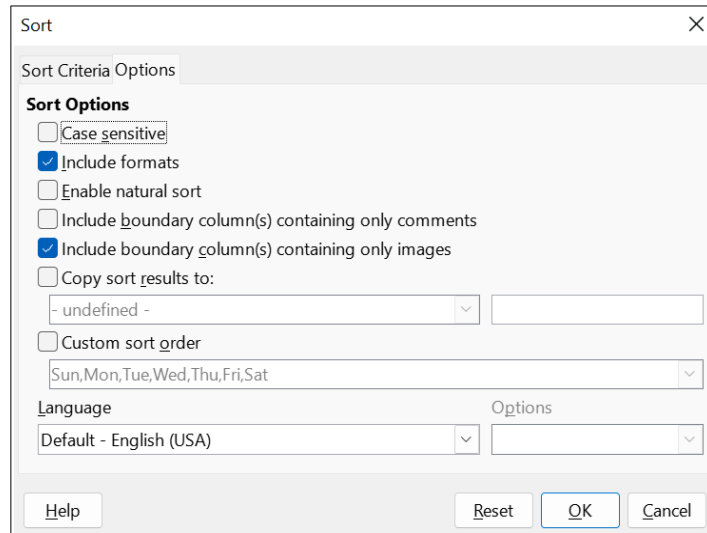 Sort
Sort Criteria Options
Sort Options
Case sensitive
Include formats
Enable natural sort
Include boundary column(s) containing only comments
Include boundary column(s) containing only images
Copy sort results to:
- undefined -
Custom sort order
Sun,Mon,Tue,Wed,Thu,Fri,Sat
Language Options
Default - English (USA)
Help Reset OK Cancel